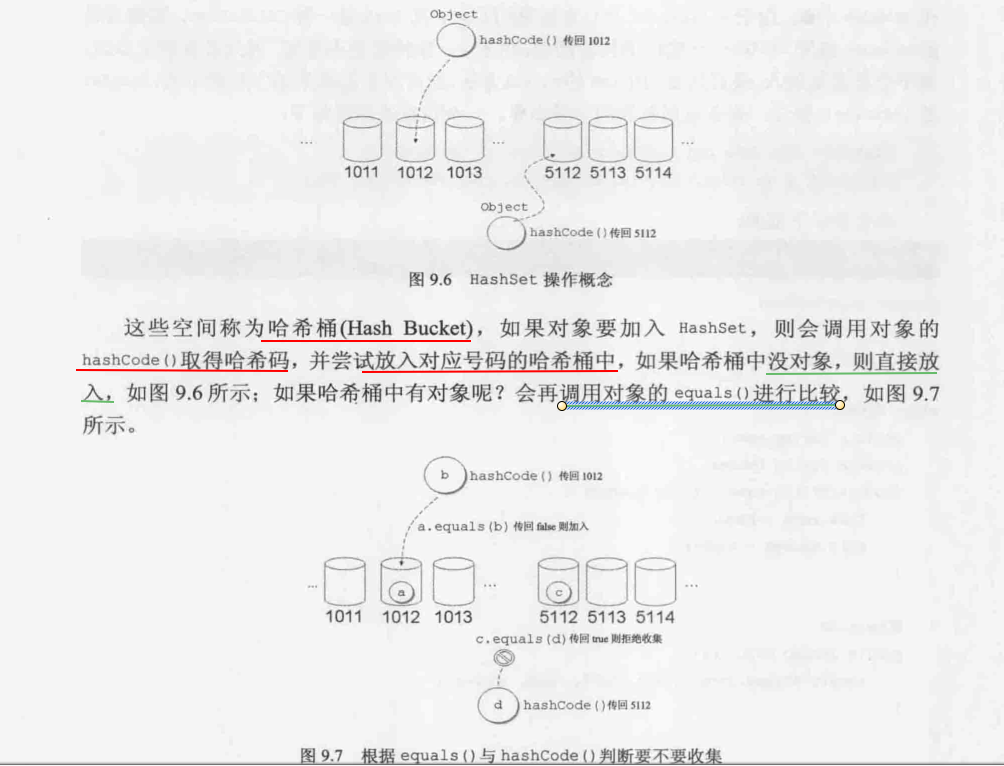 Object
hashCode() 传回 1012
... ... ...
1011 1012 1013 5112 5113 5114
Object
hashCode()传回 5112
图 9.6 HashSet 操作概念
这些空间称为哈希桶(Hash Bucket)，如果对象要加入 HashSet，则会调用对象的
hashCode()取得哈希码，并尝试放入对应号码的哈希桶中，如果哈希桶中没对象，则直接放
入，如图 9.6 所示；如果哈希桶中有对象呢？会再调用对象的 equals()进行比较，如图 9.7
所示。
b hashCode() 传回 1012
a.equals(b) 传回 false 则加入
... a ... c ...
1011 1012 1013 5112 5113 5114
c.equals(d)传回 true 则拒绝收集
d hashCode()传回 5112
图 9.7 根据 equals()与 hashCode()判断要不要收集